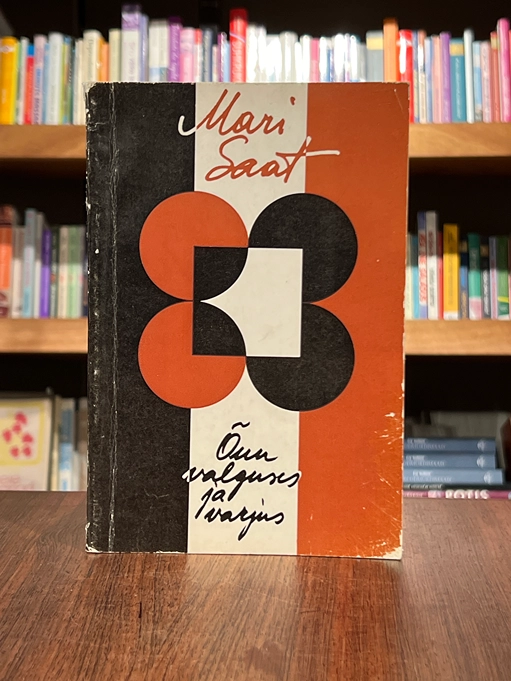 Mari
Saat
Õun
valguses
ja
varjus